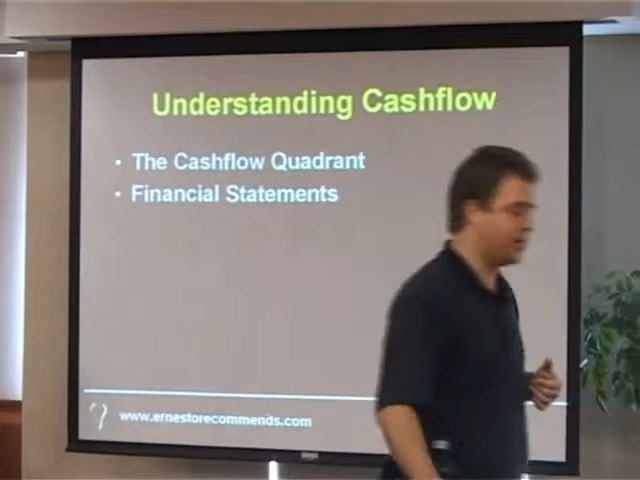 Understanding Cashflow
• The Cashflow Quadrant
• Financial Statements
www.ernestorecommends.com